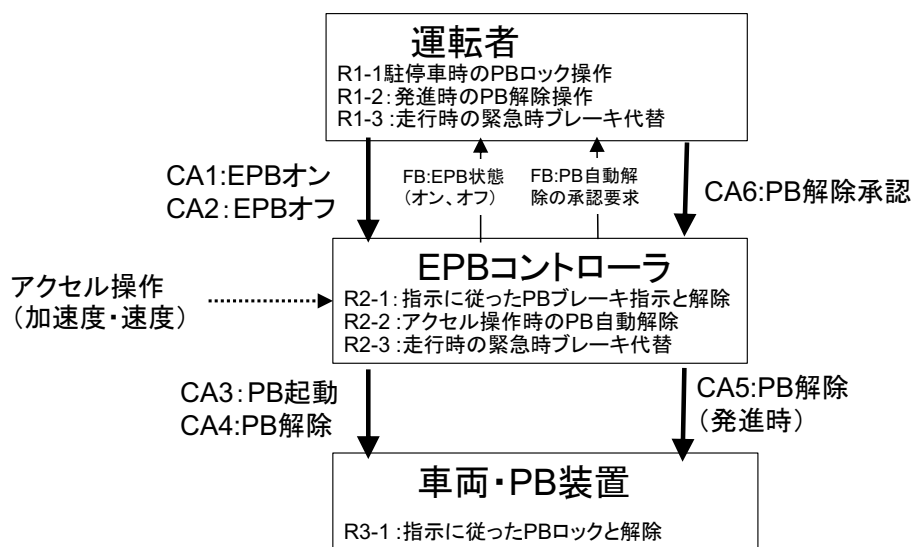 運転者
R1-1駐停車時のPBロック操作
R1-2：発進時のPB解除操作
R1-3：走行時の緊急時ブレーキ代替
CA1:EPBオン
CA2：EPBオフ
FB:EPB状態
（オン、オフ）
FB:PB自動解
除の承認要求
CA6:PB解除承認
アクセル操作
（加速度・速度）
EPBコントローラ
R2-1：指示に従ったPBブレーキ指示と解除
R2-2：アクセル操作時のPB自動解除
R2-3：走行時の緊急時ブレーキ代替
CA3：PB起動
CA4:PB解除
CA5:PB解除
（発進時）
車両・PB装置
R3-1：指示に従ったPBロックと解除